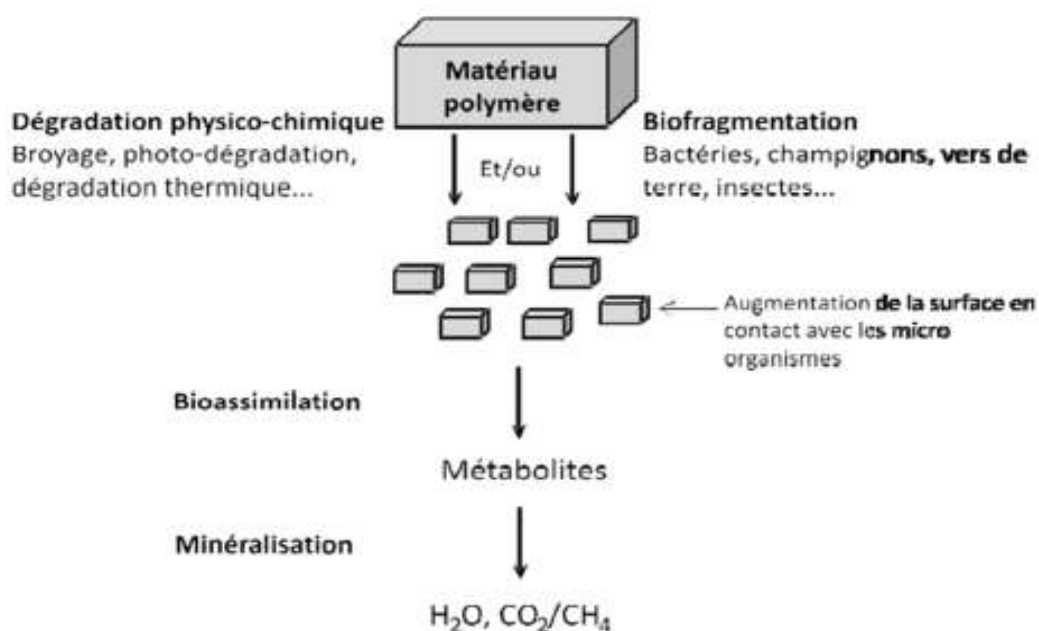 Matériau
polymère
Dégradation physico-chimique
Broyage, photo-dégradation,
dégradation thermique...
Et/ou
Biofragmentation
Bactéries, champignons, vers de
terre, insectes...
Augmentation de la surface en
contact avec les micro
organismes
Bioassimilation
Métabolites
Minéralisation
H₂O, CO₂/CH₄